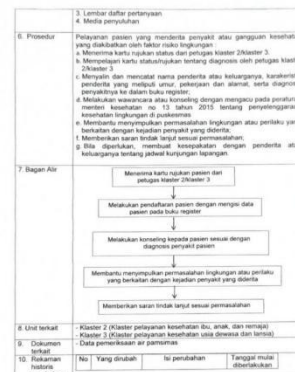 3. Lembar daftar pertanyaan
4. Media penyuluhan
6. Prosedur
Pelayanan pasien yang menderita penyakit atau gangguan kesehatan
yang diakibatkan oleh faktor risiko lingkungan :
a. Menerima kartu rujukan status dari petugas klaster 2/klaster 3.
b. Mempelajari kartu status/rujukan tentang diagnosis oleh petugas klaster
2/klaster 3
c. Menyalin dan mencatat nama penderita atau keluarganya, karakteristik
penderita yang meliputi umur, pekerjaan dan alamat, serta diagnosis
penyakitnya ke dalam buku register;
d. Melakukan wawancara atau konseling dengan mengacu pada peraturan
menteri kesehatan no 13 tahun 2015 tentang penyelenggaraan
kesehatan lingkungan di puskesmas
e. Membantu menyimpulkan permasalahan lingkungan atau perilaku yang
berkaitan dengan kejadian penyakit yang diderita;
f. Memberikan saran tindak lanjut sesuai permasalahan;
g. Bila diperlukan, membuat kesepakatan dengan penderita atau
keluarganya tentang jadwal kunjungan lapangan.
7. Bagan Alir
Menerima kartu rujukan pasien dari
petugas klaster 2/klaster 3
Melakukan pendaftaran pasien dengan mengisi data
pasien pada buku register
Melakukan konseling kepada pasien sesuai dengan
diagnosis penyakit pasien
Membantu menyimpulkan permasalahan lingkungan atau perilaku
yang berkaitan dengan kejadian penyakit yang diderita
Memberikan saran tindak lanjut sesuai permasalahan
8. Unit terkait
- Klaster 2 (Klaster pelayanan kesehatan ibu, anak, dan remaja)
- Klaster 3 (Klaster pelayanan kesehatan usia dewasa dan lansia)
9. Dokumen
terkait
- Data pemeriksaan air pamsimas
10. Rekaman
historis
No Yang dirubah Isi perubahan Tanggal mulai
diberlakukan